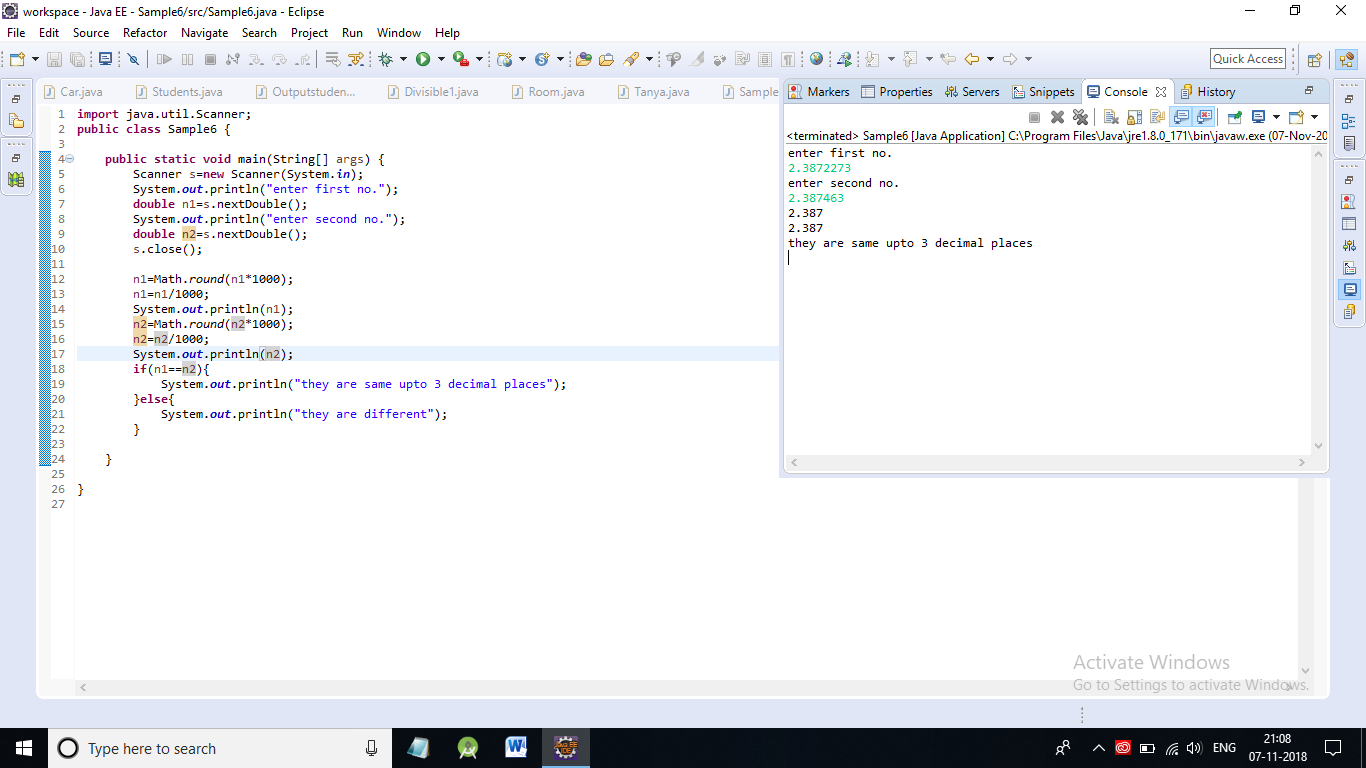 workspace - Java EE - Sample6/src/Sample6.java - Eclipse
File Edit Source Refactor Navigate Search Project Run Window Help
Quick Access
Car.java Students.java Outputstuden... Divisible1.java Room.java Tanya.java Sample
1 import java.util.Scanner;
2 public class Sample6 {
3
4 public static void main(String[] args) {
5 Scanner s=new Scanner(System.in);
6 System.out.println("enter first no.");
7 double n1=s.nextDouble();
8 System.out.println("enter second no.");
9 double n2=s.nextDouble();
10 s.close();
11
12 n1=Math.round(n1*1000);
13 n1=n1/1000;
14 System.out.println(n1);
15 n2=Math.round(n2*1000);
16 n2=n2/1000;
17 System.out.println(n2);
18 if(n1==n2){
19 System.out.println("they are same upto 3 decimal places");
20 }else{
21 System.out.println("they are different");
22 }
23
24 }
25
26 }
27
Markers Properties Servers Snippets Console History
<terminated> Sample6 [Java Application] C:\Program Files\Java\jre1.8.0_171\bin\javaw.exe (07-Nov-20
enter first no.
2.3872273
enter second no.
2.387463
2.387
2.387
they are same upto 3 decimal places
Activate Windows
Go to Settings to activate Windows.
Type here to search
ENG
21:08
07-11-2018